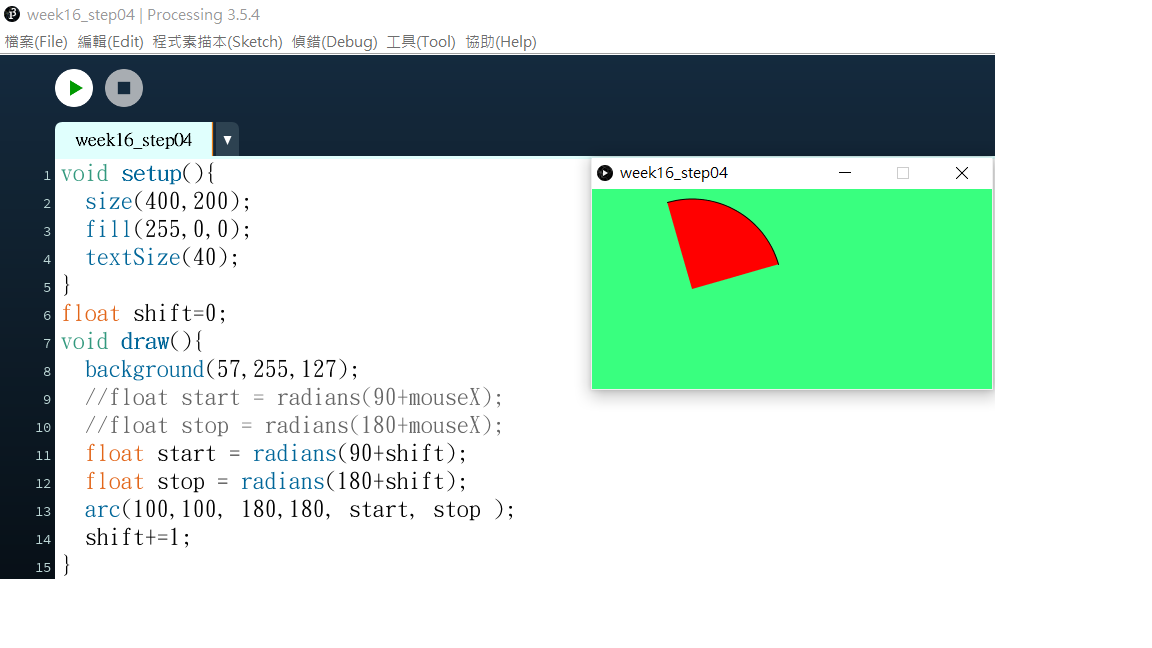 week16_step04 | Processing 3.5.4
檔案(File) 編輯(Edit) 程式素描本(Sketch) 偵錯(Debug) 工具(Tool) 協助(Help)
week16_step04 ▼
1 void setup(){
2   size(400,200);
3   fill(255,0,0);
4   textSize(40);
5 }
6 float shift=0;
7 void draw(){
8   background(57,255,127);
9   //float start = radians(90+mouseX);
10   //float stop = radians(180+mouseX);
11   float start = radians(90+shift);
12   float stop = radians(180+shift);
13   arc(100,100, 180,180, start, stop );
14   shift+=1;
15 }
week16_step04